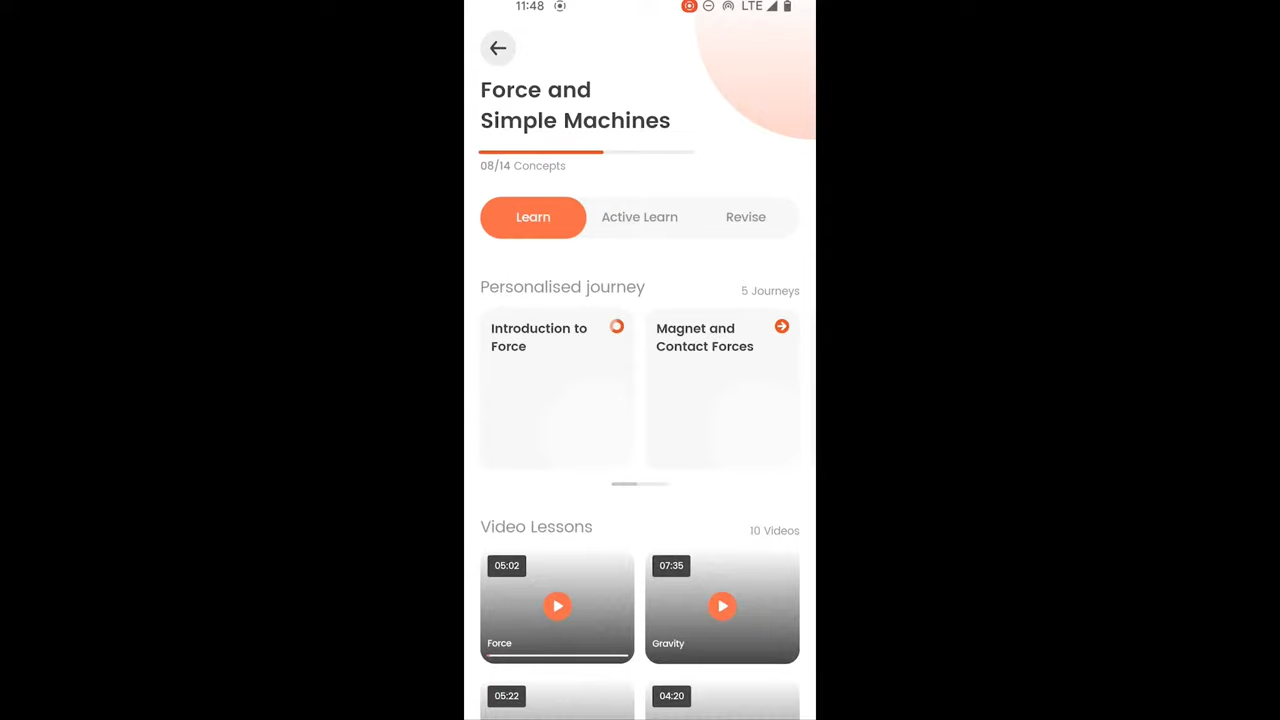 11:48 LTE
Force and
Simple Machines
08/14 Concepts
Learn Active Learn Revise
Personalised journey 5 Journeys
Introduction to
Force
Magnet and
Contact Forces
Video Lessons 10 Videos
05:02 07:35
Force Gravity
05:22 04:20